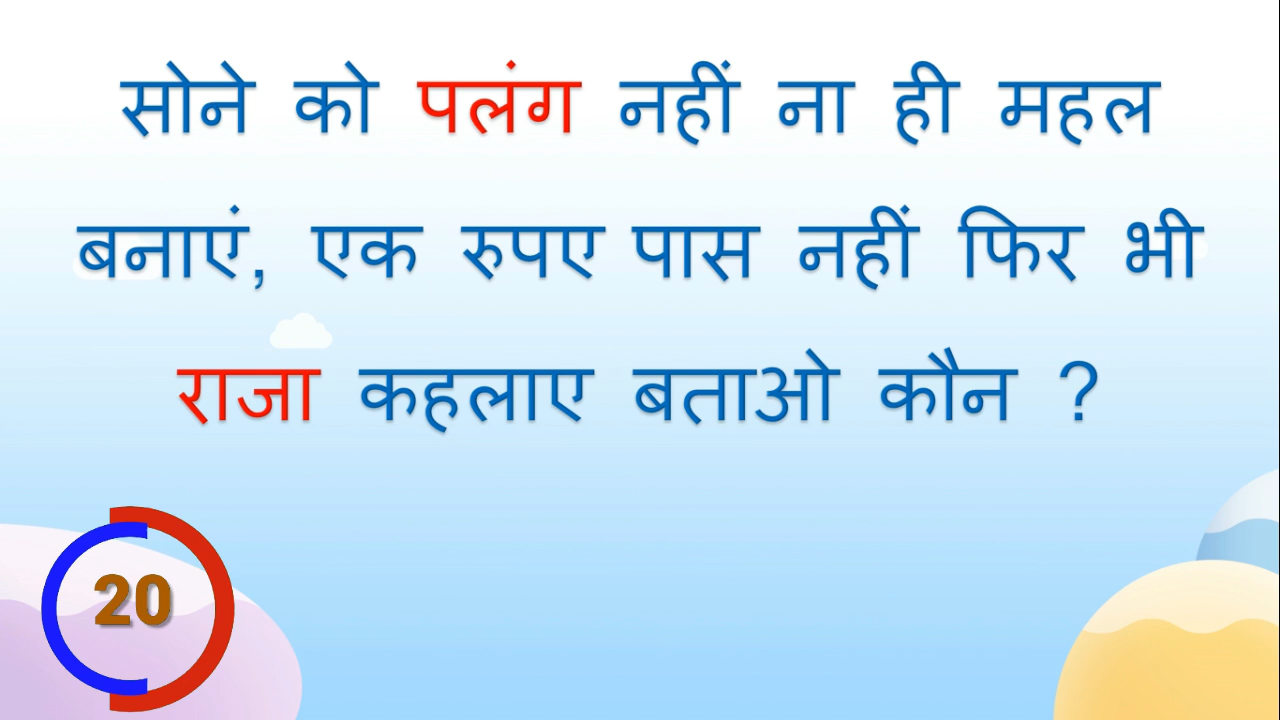 सोने को पलंग नहीं ना ही महल
बनाएं, एक रुपए पास नहीं फिर भी
राजा कहलाए बताओ कौन ?
20